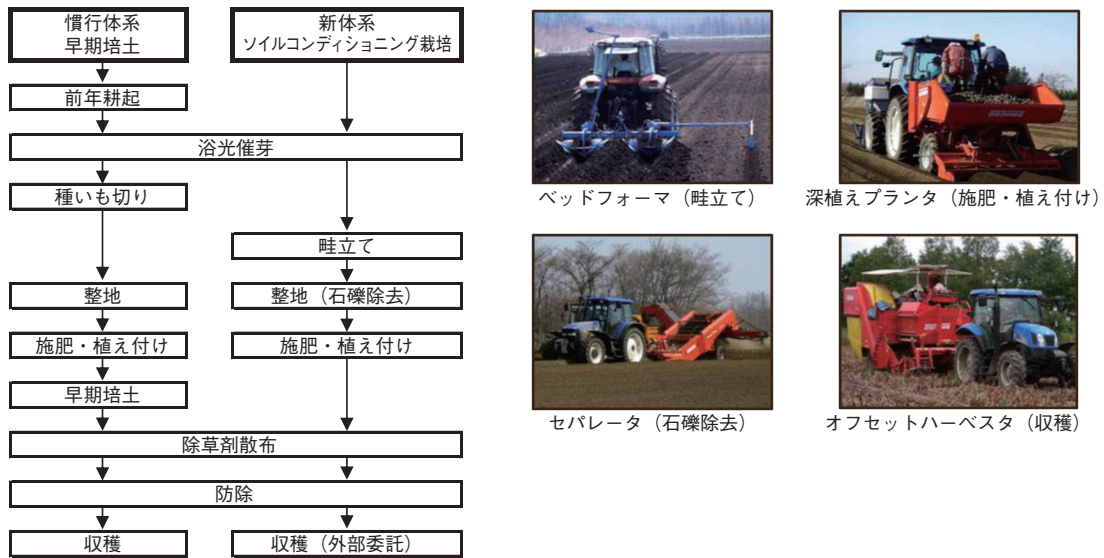 慣行体系
早期培土
新体系
ソイルコンディショニング栽培
前年耕起
浴光催芽
種いも切り
畦立て
整地
整地（石礫除去）
施肥・植え付け
施肥・植え付け
早期培土
除草剤散布
防除
収穫
収穫（外部委託）
ベッドフォーマ（畦立て）
深植えプランタ（施肥・植え付け）
セパレータ（石礫除去）
オフセットハーベスタ（収穫）